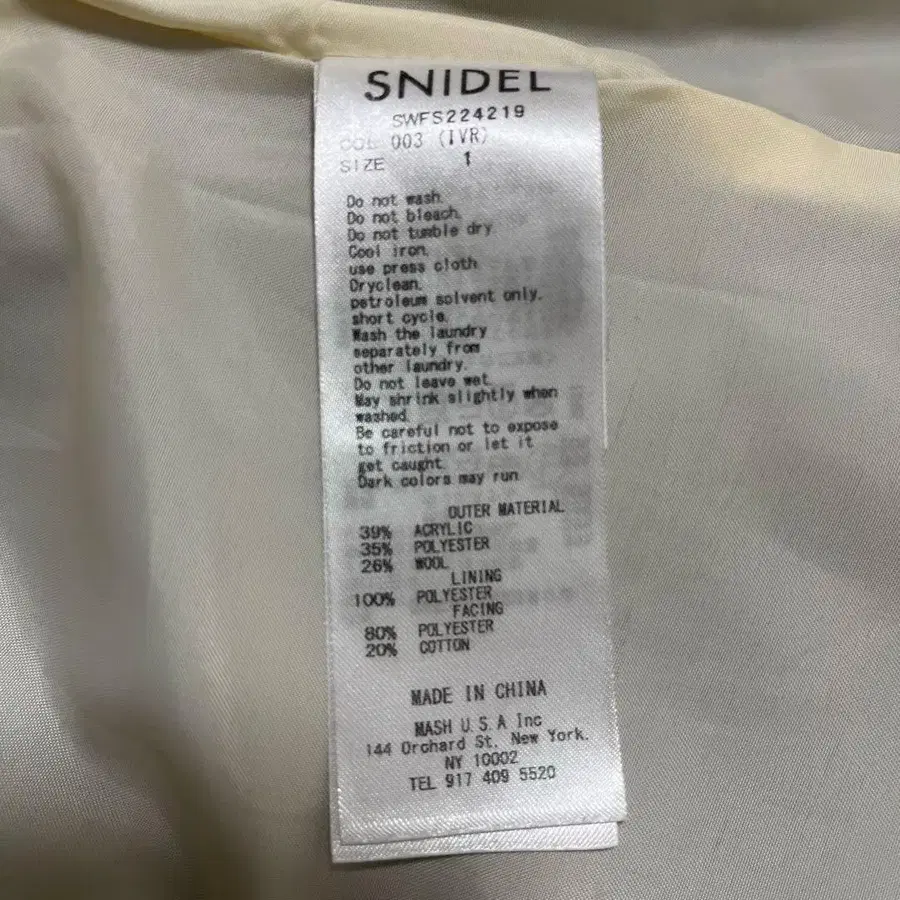 SNIDEL
SWFS224219
COL 003 (IVR)
SIZE 1
Do not wash.
Do not bleach.
Do not tumble dry
Cool iron.
use press cloth
Dryclean.
petroleum solvent only.
short cycle.
Wash the laundry
separately from
other laundry.
Do not leave wet.
May shrink slightly when
washed.
Be careful not to expose
to friction or let it
get caught.
Dark colors may run
OUTER MATERIAL
39% ACRYLIC
35% POLYESTER
26% WOOL
LINING
100% POLYESTER
FACING
80% POLYESTER
20% COTTON
MADE IN CHINA
MASH U.S.A Inc
144 Orchard St. New York.
NY 10002
TEL 917 409 5520